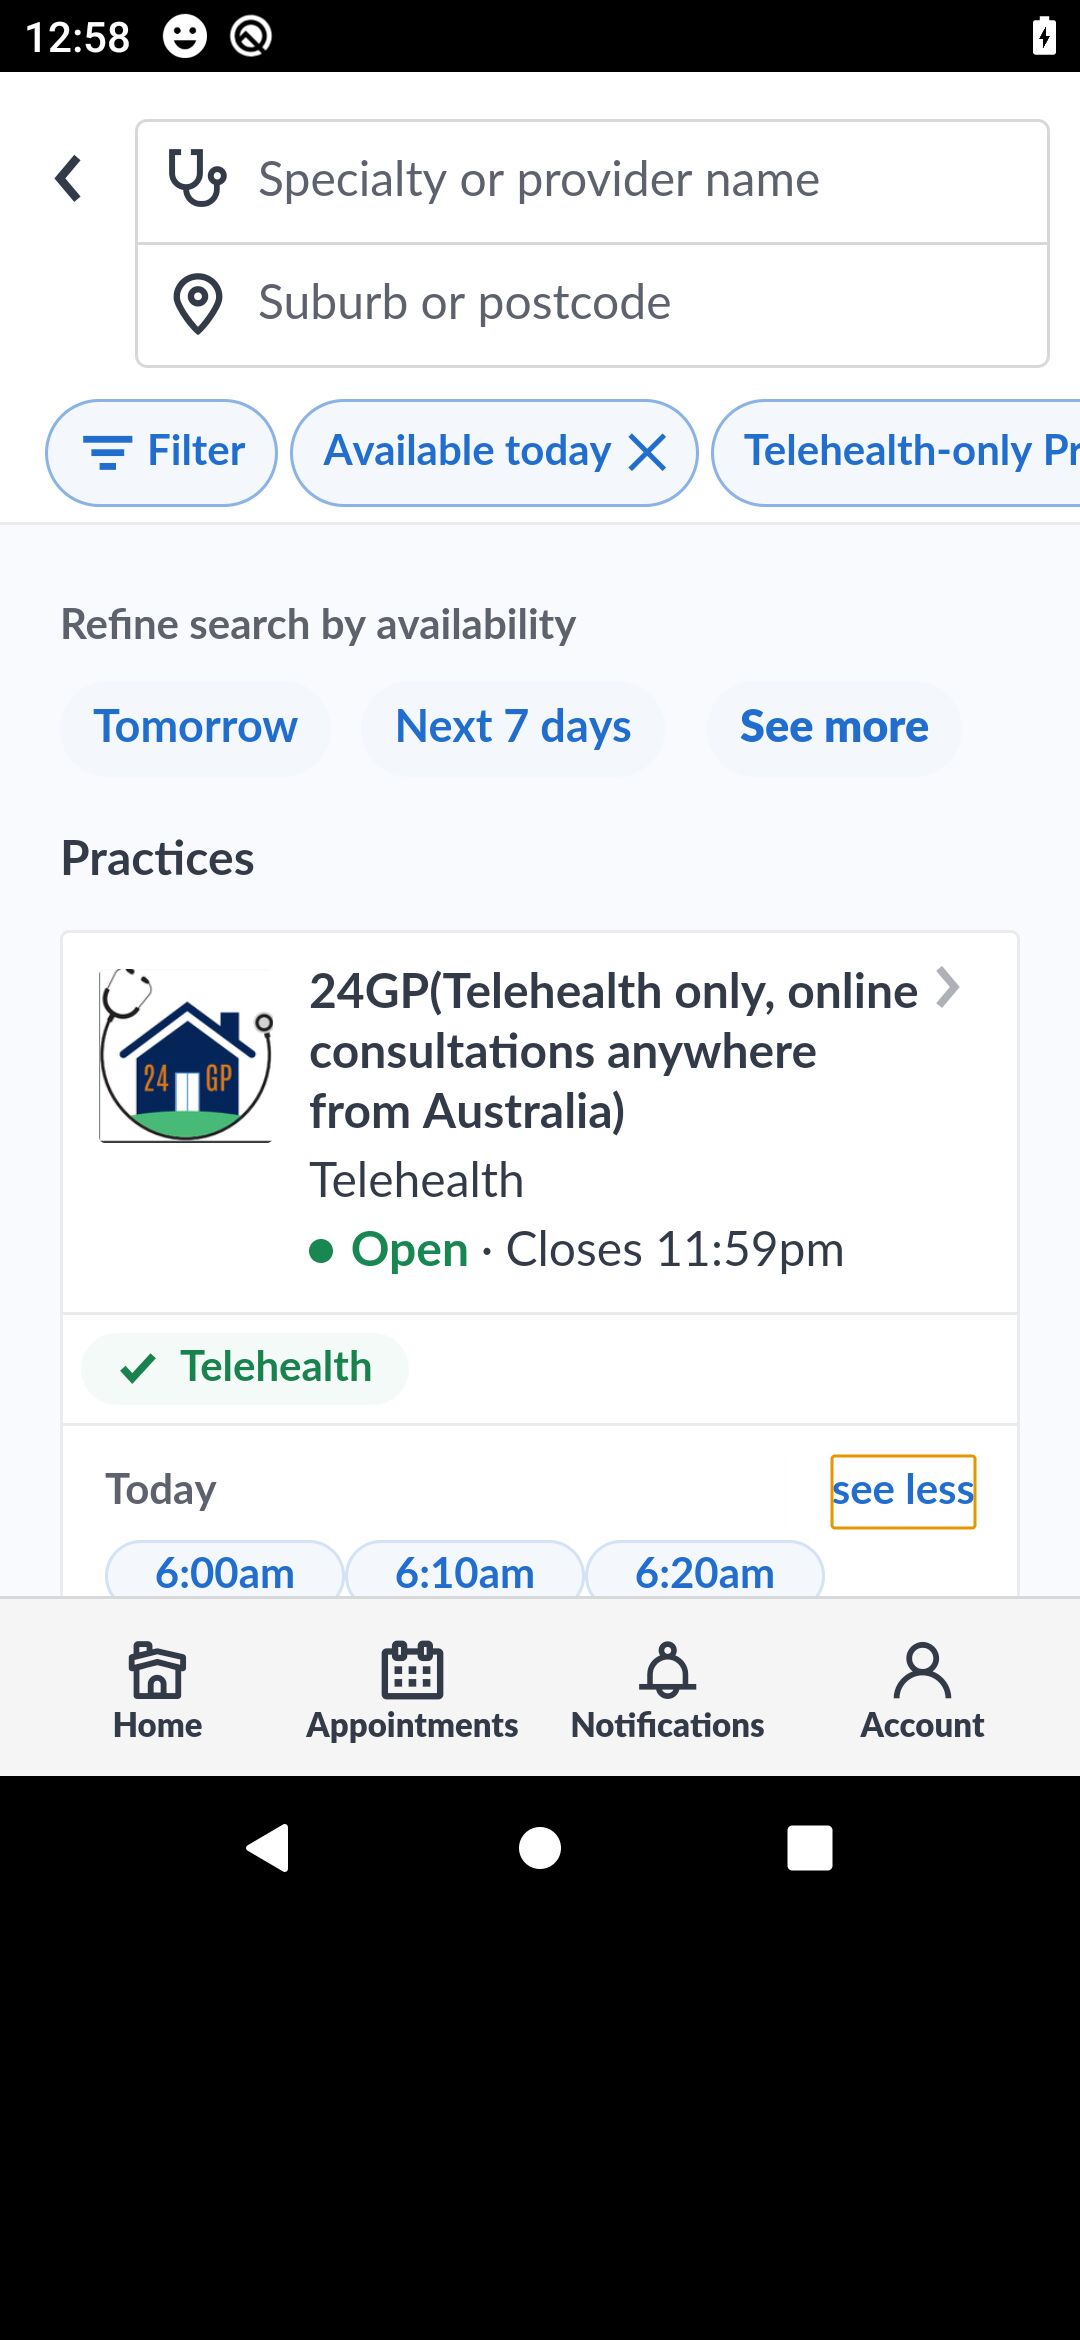 12:58
Specialty or provider name
Suburb or postcode
Filter
Available today
Telehealth-only Pr
Refine search by availability
Tomorrow
Next 7 days
See more
Practices
24 GP
24GP(Telehealth only, online
consultations anywhere
from Australia)
Telehealth
Open · Closes 11:59pm
Telehealth
Today
see less
6:00am
6:10am
6:20am
Home
Appointments
Notifications
Account